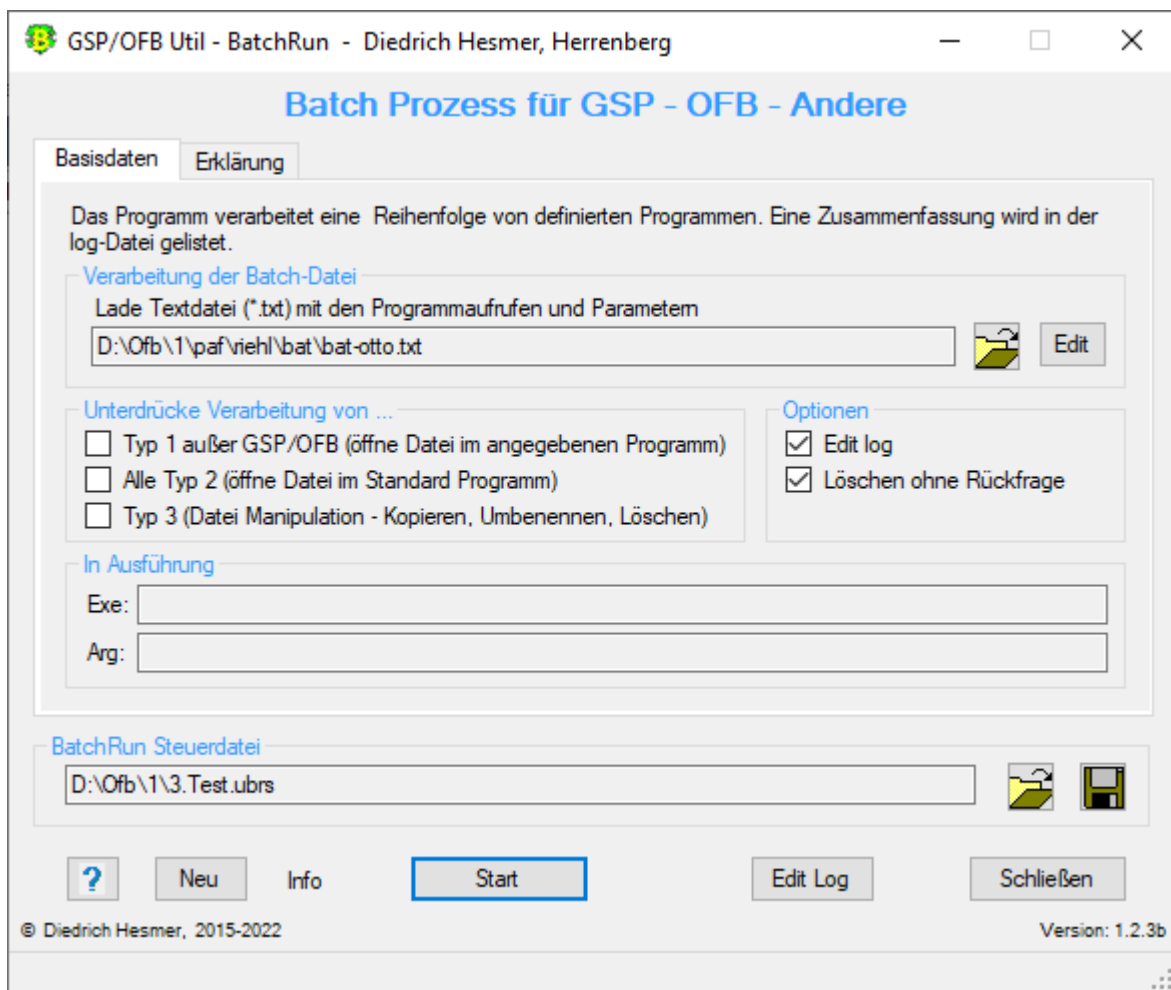 GSP/OFB Util - BatchRun - Diedrich Hesmer, Herrenberg
Batch Prozess für GSP - OFB - Andere
Basisdaten
Erklärung
Das Programm verarbeitet eine Reihenfolge von definierten Programmen. Eine Zusammenfassung wird in der
log-Datei gelistet.
Verarbeitung der Batch-Datei
Lade Textdatei (*.txt) mit den Programmaufrufen und Parametern
D:\Ofb\1\paf\riehl\bat\bat-otto.txt
Edit
Unterdrücke Verarbeitung von ...
Typ 1 außer GSP/OFB (öffne Datei im angegebenen Programm)
Alle Typ 2 (öffne Datei im Standard Programm)
Typ 3 (Datei Manipulation - Kopieren, Umbenennen, Löschen)
Optionen
Edit log
Löschen ohne Rückfrage
In Ausführung
Exe:
Arg:
BatchRun Steuerdatei
D:\Ofb\1\3.Test.ubrs
? Neu Info Start Edit Log Schließen
© Diedrich Hesmer, 2015-2022 Version: 1.2.3b